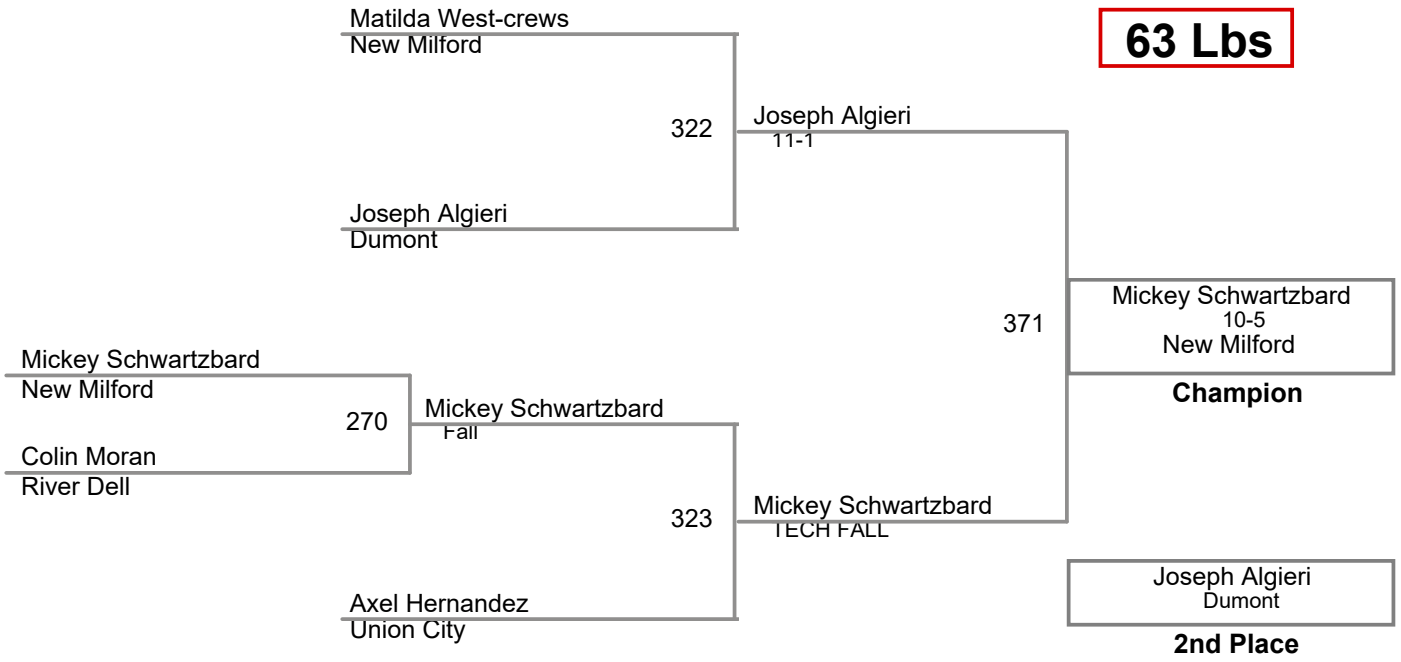 Matilda West-crews
New Milford
63 Lbs
322
Joseph Algieri
11-1
Joseph Algieri
Dumont
371
Mickey Schwartzbard
10-5
New Milford
Champion
Mickey Schwartzbard
New Milford
270
Mickey Schwartzbard
Fall
Colin Moran
River Dell
323
Mickey Schwartzbard
TECH FALL
Axel Hernandez
Union City
Joseph Algieri
Dumont
2nd Place